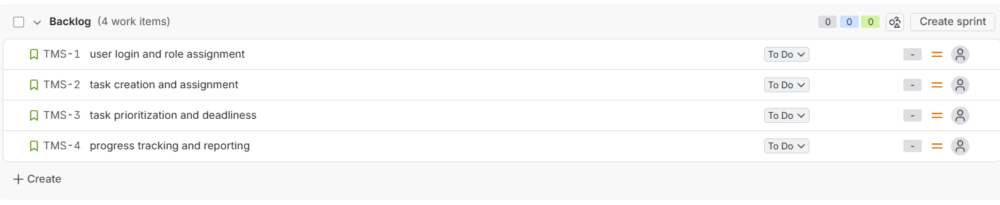 Backlog (4 work items) 0 0 0 Create sprint
TMS-1 user login and role assignment To Do -
TMS-2 task creation and assignment To Do -
TMS-3 task prioritization and deadliness To Do -
TMS-4 progress tracking and reporting To Do -
+ Create